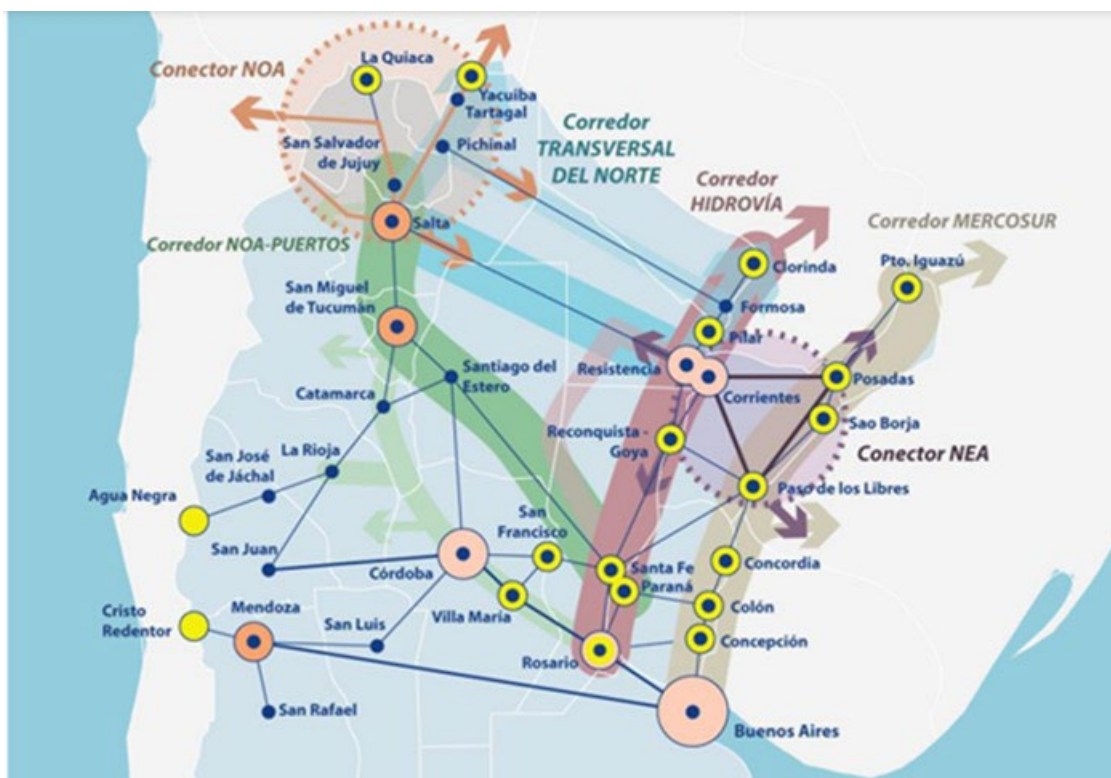 La Quiaca
Conector NOA
Yacuiba
Tartagal
Corredor
TRANSVERSAL
DEL NORTE
San Salvador
de Jujuy
Pichinal
Corredor
HIDROVÍA
Corredor MERCOSUR
Salta
Corredor NOA-PUERTOS
Clorinda
Pto. Iguazú
San Miguel
de Tucumán
Formosa
Pilar
Santiago del
Estero
Resistencia
Corrientes
Posadas
Catamarca
Sao Borja
Reconquista -
Goya
Conector NEA
La Rioja
San José
de Jáchal
Paso de los Libres
Agua Negra
San
Francisco
San Juan
Córdoba
Santa Fe
Paraná
Concordia
Cristo
Redentor
Mendoza
San Luis
Villa María
Colón
Concepción
Rosario
San Rafael
Buenos Aires